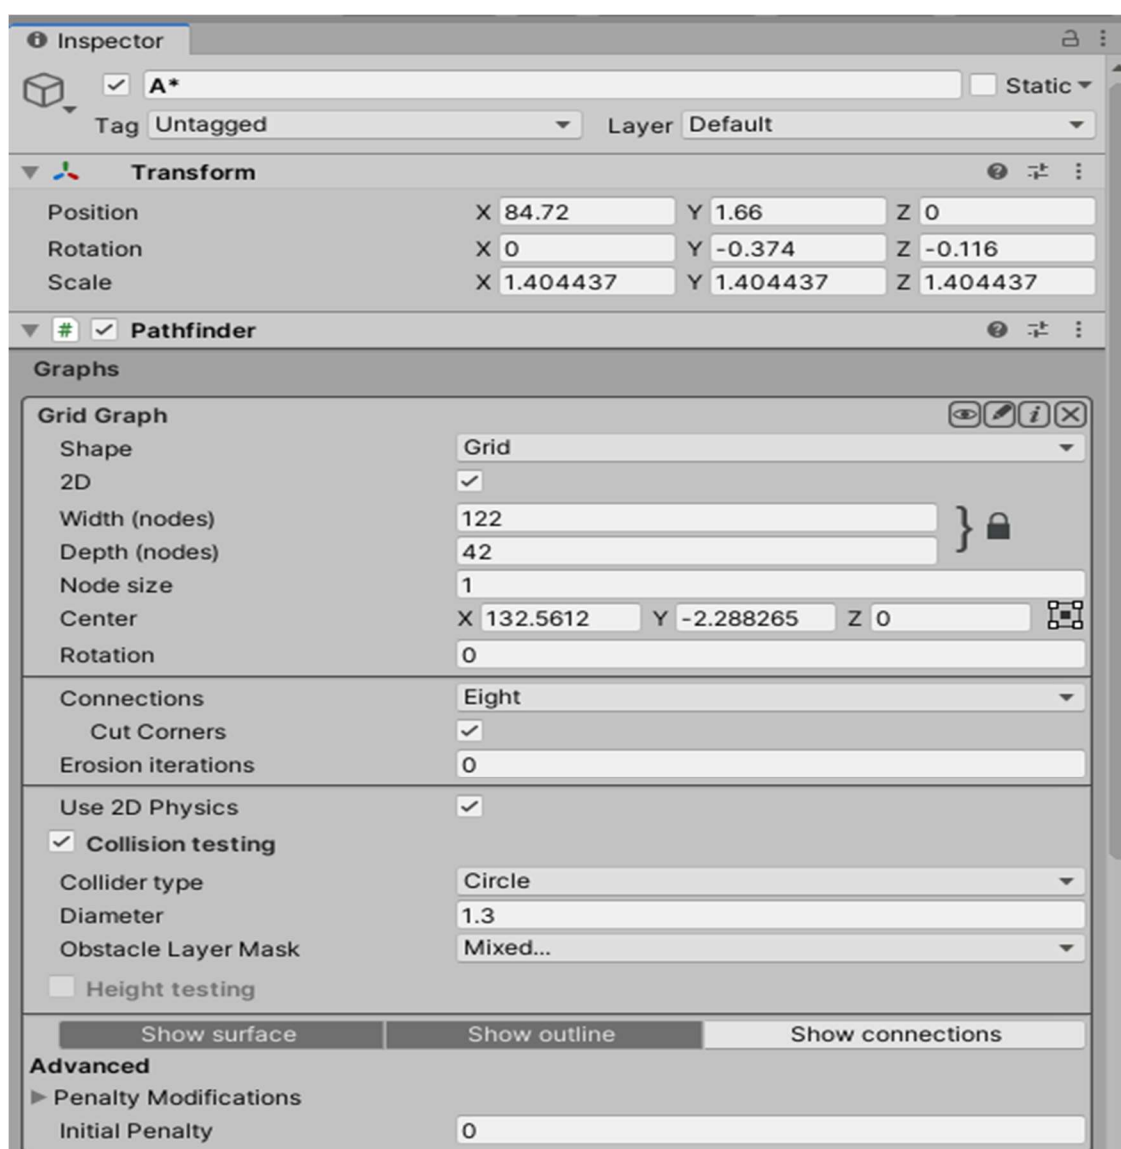 Inspector
A* Static
Tag Untagged Layer Default
Transform
Position X 84.72 Y 1.66 Z 0
Rotation X 0 Y -0.374 Z -0.116
Scale X 1.404437 Y 1.404437 Z 1.404437
# Pathfinder
Graphs
Grid Graph
Shape Grid
2D
Width (nodes) 122
Depth (nodes) 42
Node size 1
Center X 132.5612 Y -2.288265 Z 0
Rotation 0
Connections Eight
Cut Corners
Erosion iterations 0
Use 2D Physics
Collision testing
Collider type Circle
Diameter 1.3
Obstacle Layer Mask Mixed...
Height testing
Show surface Show outline Show connections
Advanced
Penalty Modifications
Initial Penalty 0